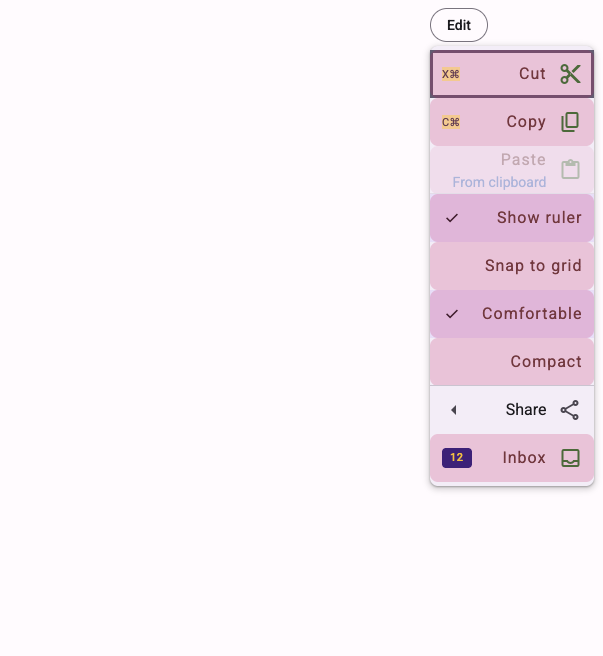 Edit
Cut X⌘
Copy C⌘
Paste
From clipboard
Show ruler
Snap to grid
Comfortable
Compact
Share
Inbox 12